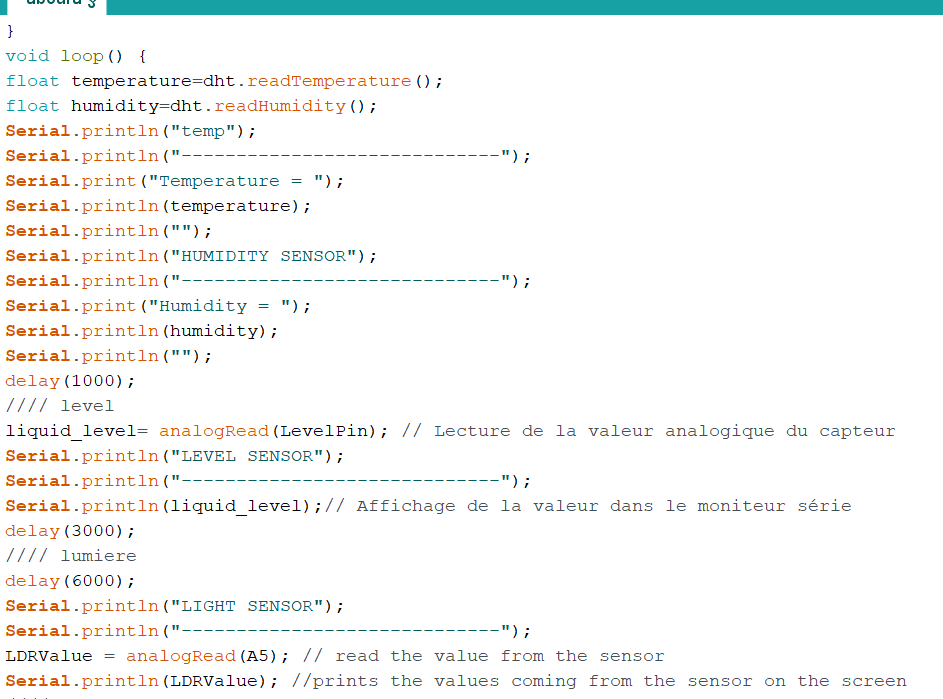 }
void loop() {
float temperature=dht.readTemperature();
float humidity=dht.readHumidity();
Serial.println("temp");
Serial.println("-----------------------------");
Serial.print("Temperature = ");
Serial.println(temperature);
Serial.println("");
Serial.println("HUMIDITY SENSOR");
Serial.println("-----------------------------");
Serial.print("Humidity = ");
Serial.println(humidity);
Serial.println("");
delay(1000);
//// level
liquid_level= analogRead(LevelPin); // Lecture de la valeur analogique du capteur
Serial.println("LEVEL SENSOR");
Serial.println("-----------------------------");
Serial.println(liquid_level);// Affichage de la valeur dans le moniteur série
delay(3000);
//// lumiere
delay(6000);
Serial.println("LIGHT SENSOR");
Serial.println("-----------------------------");
LDRValue = analogRead(A5); // read the value from the sensor
Serial.println(LDRValue); //prints the values coming from the sensor on the screen